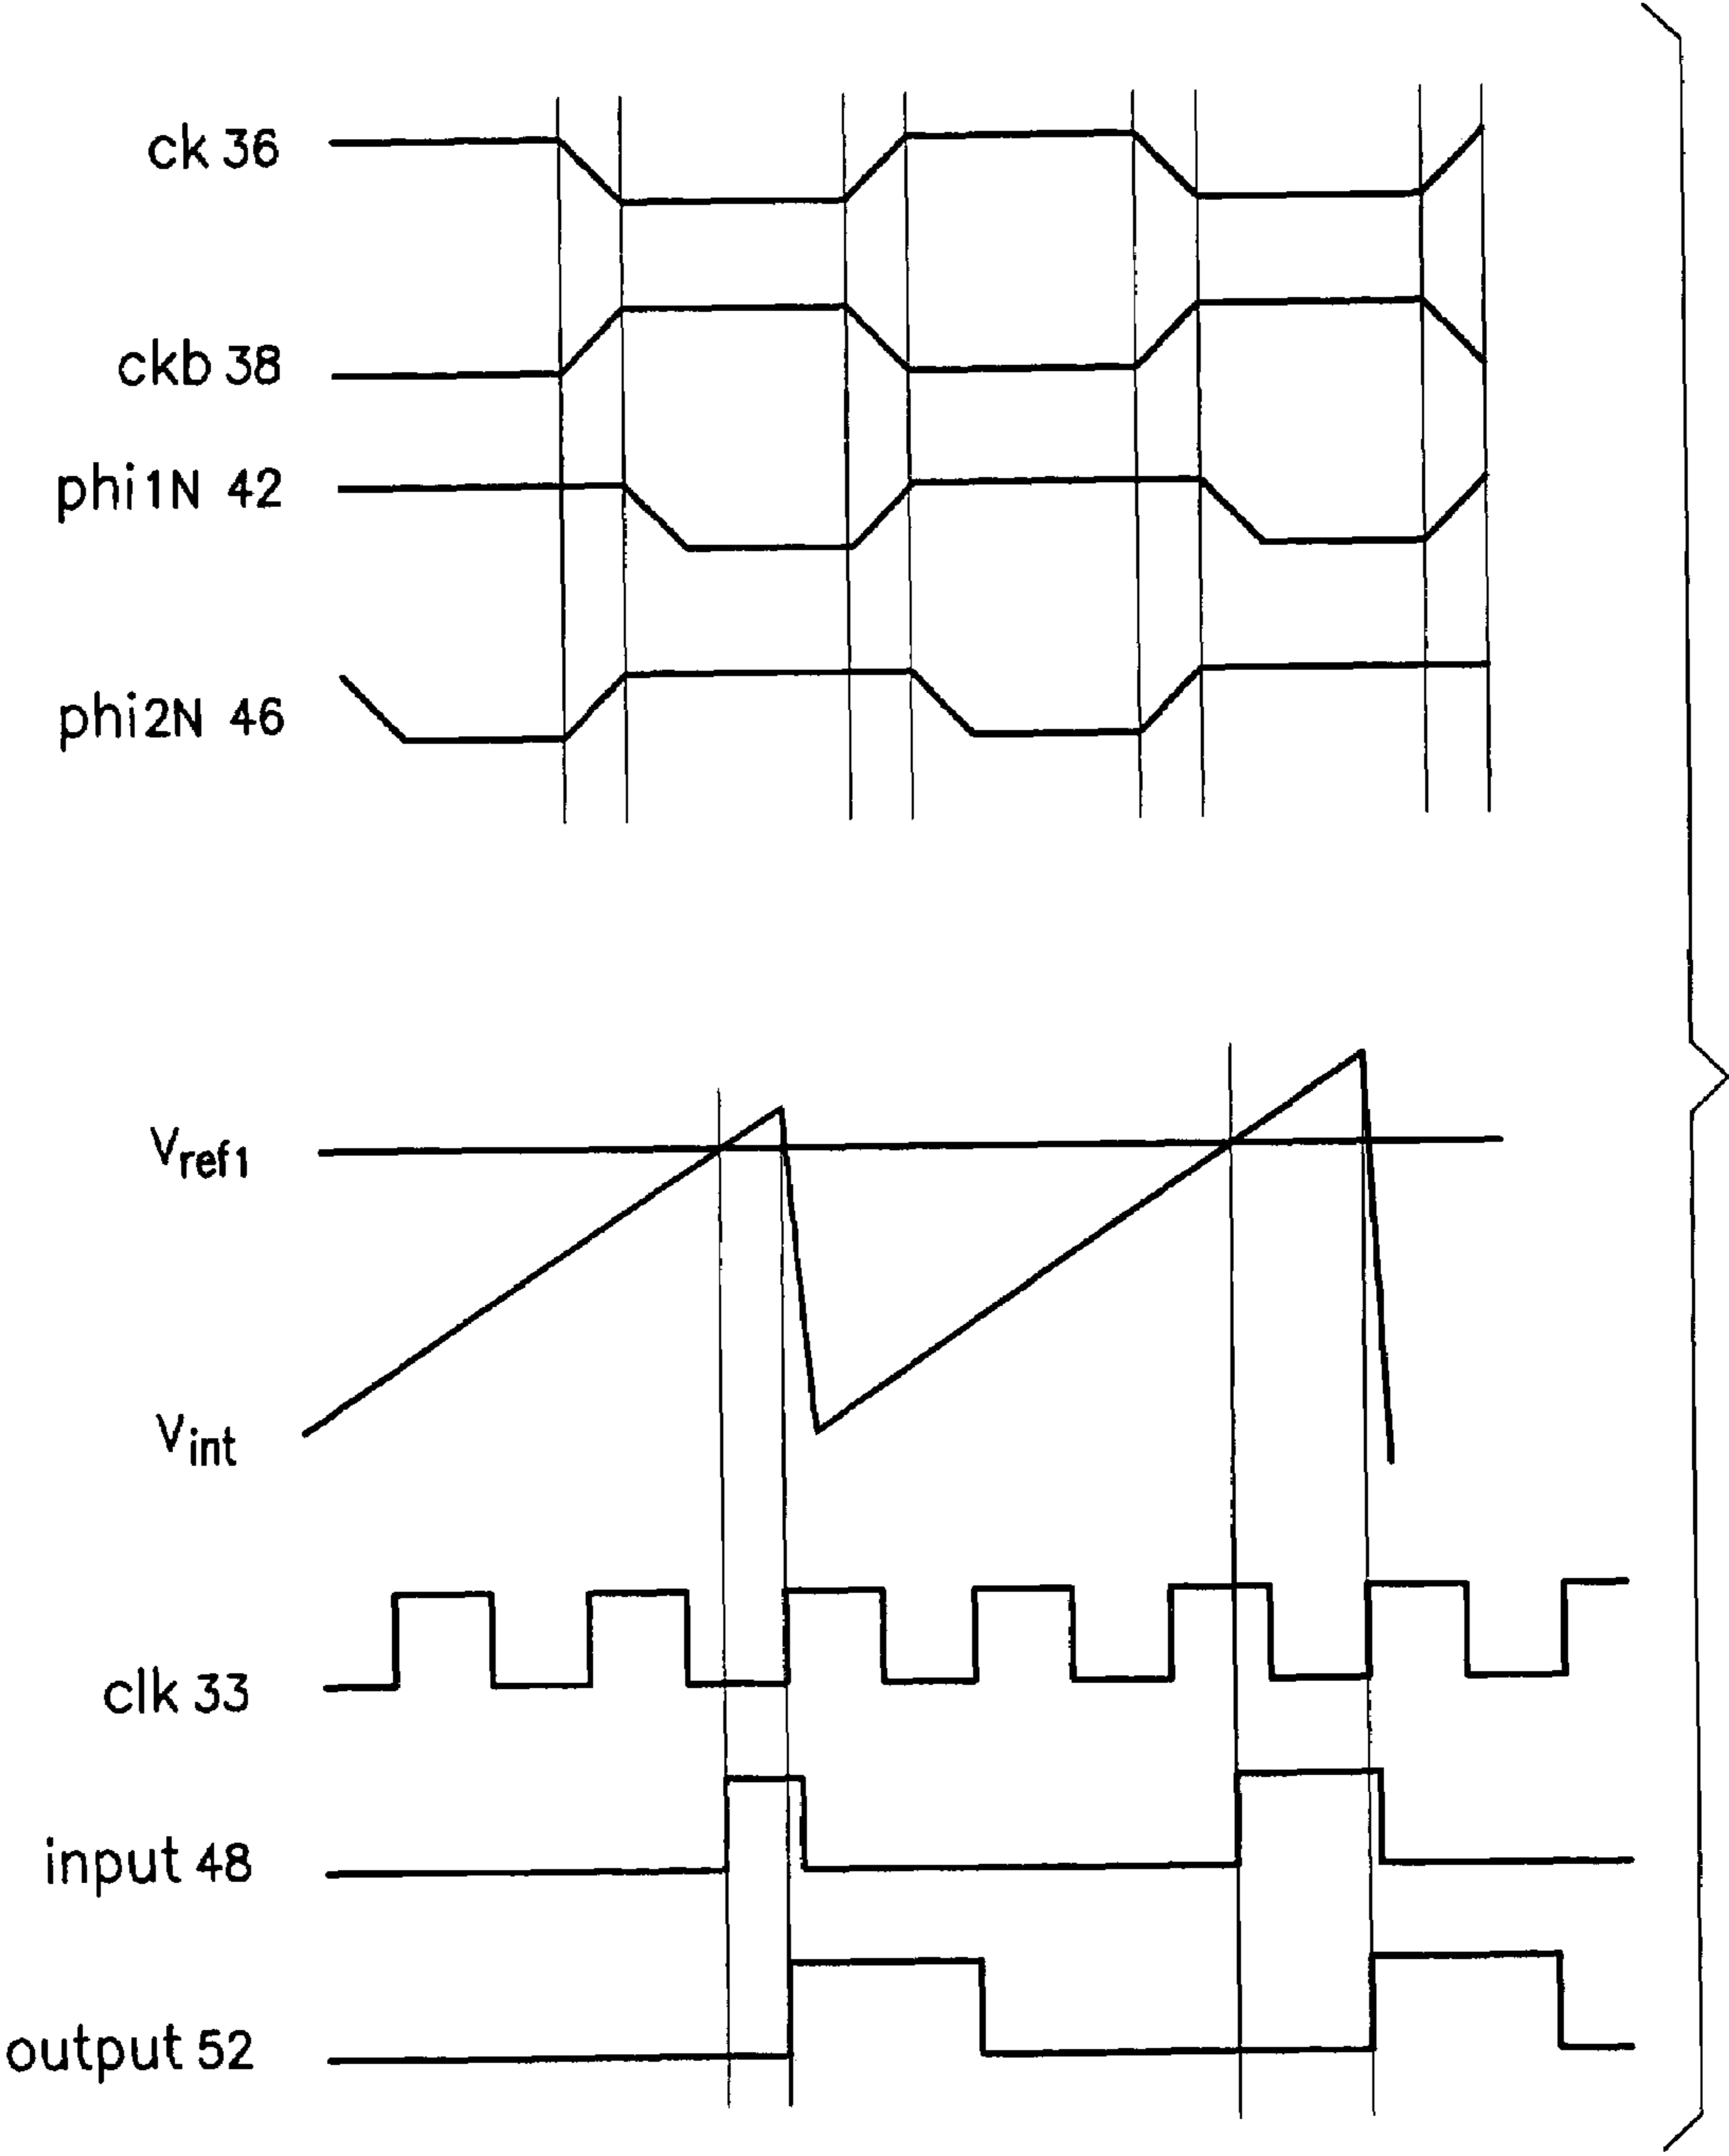 ck 36
ckb 38
phi1N 42
phi2N 46
Vref1
Vint
clk 33
input 48
output 52